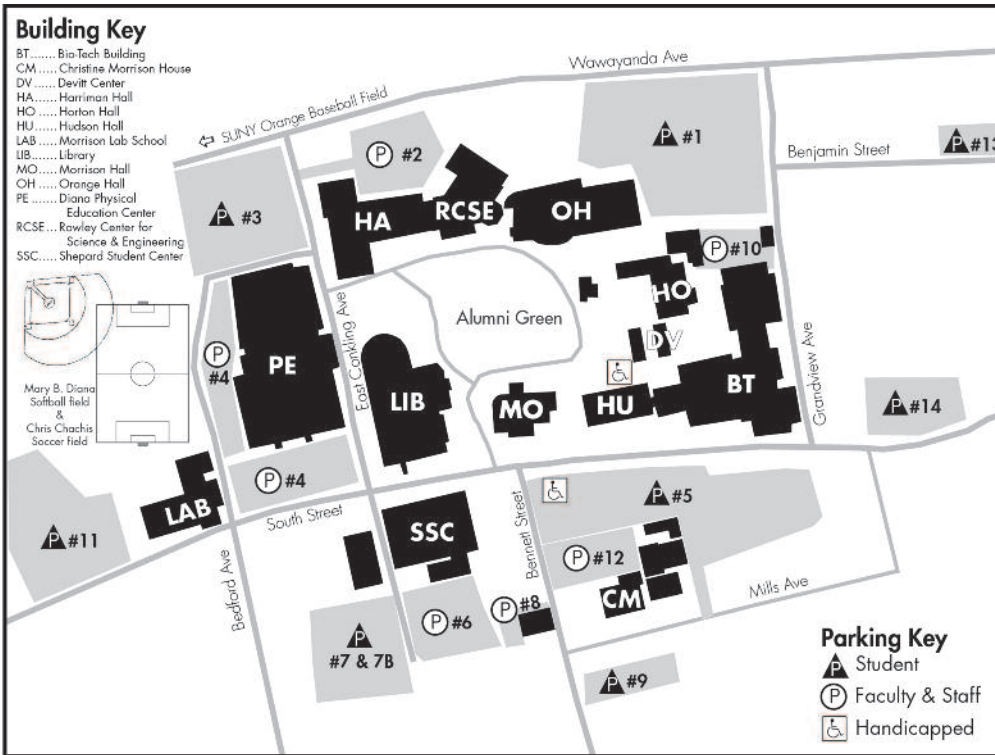 Building Key
BT....... Bio-Tech Building
CM ..... Christine Morrison House
DV ..... Devitt Center
HA ...... Harriman Hall
HO ..... Horton Hall
HU ...... Hudson Hall
LAB ..... Morrison Lab School
LIB....... Library
MO..... Morrison Hall
OH ..... Orange Hall
PE ...... Diana Physical
Education Center
RCSE ... Rowley Center for
Science & Engineering
SSC..... Shepard Student Center
Wawayanda Ave
SUNY Orange Baseball Field
P #1
P #2
Benjamin Street
P #13
P #3
HA
RCSE
OH
P #10
HO
Alumni Green
DV
East Conkling Ave
Grandview Ave
P
#4
PE
LIB
MO
HU
BT
P #14
Mary B. Diana
Softball field
&
Chris Chachis
Soccer field
P #4
South Street
LAB
P #11
SSC
Bennett Street
P #5
P #12
CM
Mills Ave
Bedford Ave
P #8
P #6
P
#7 & 7B
P #9
Parking Key
P Student
P Faculty & Staff
Handicapped